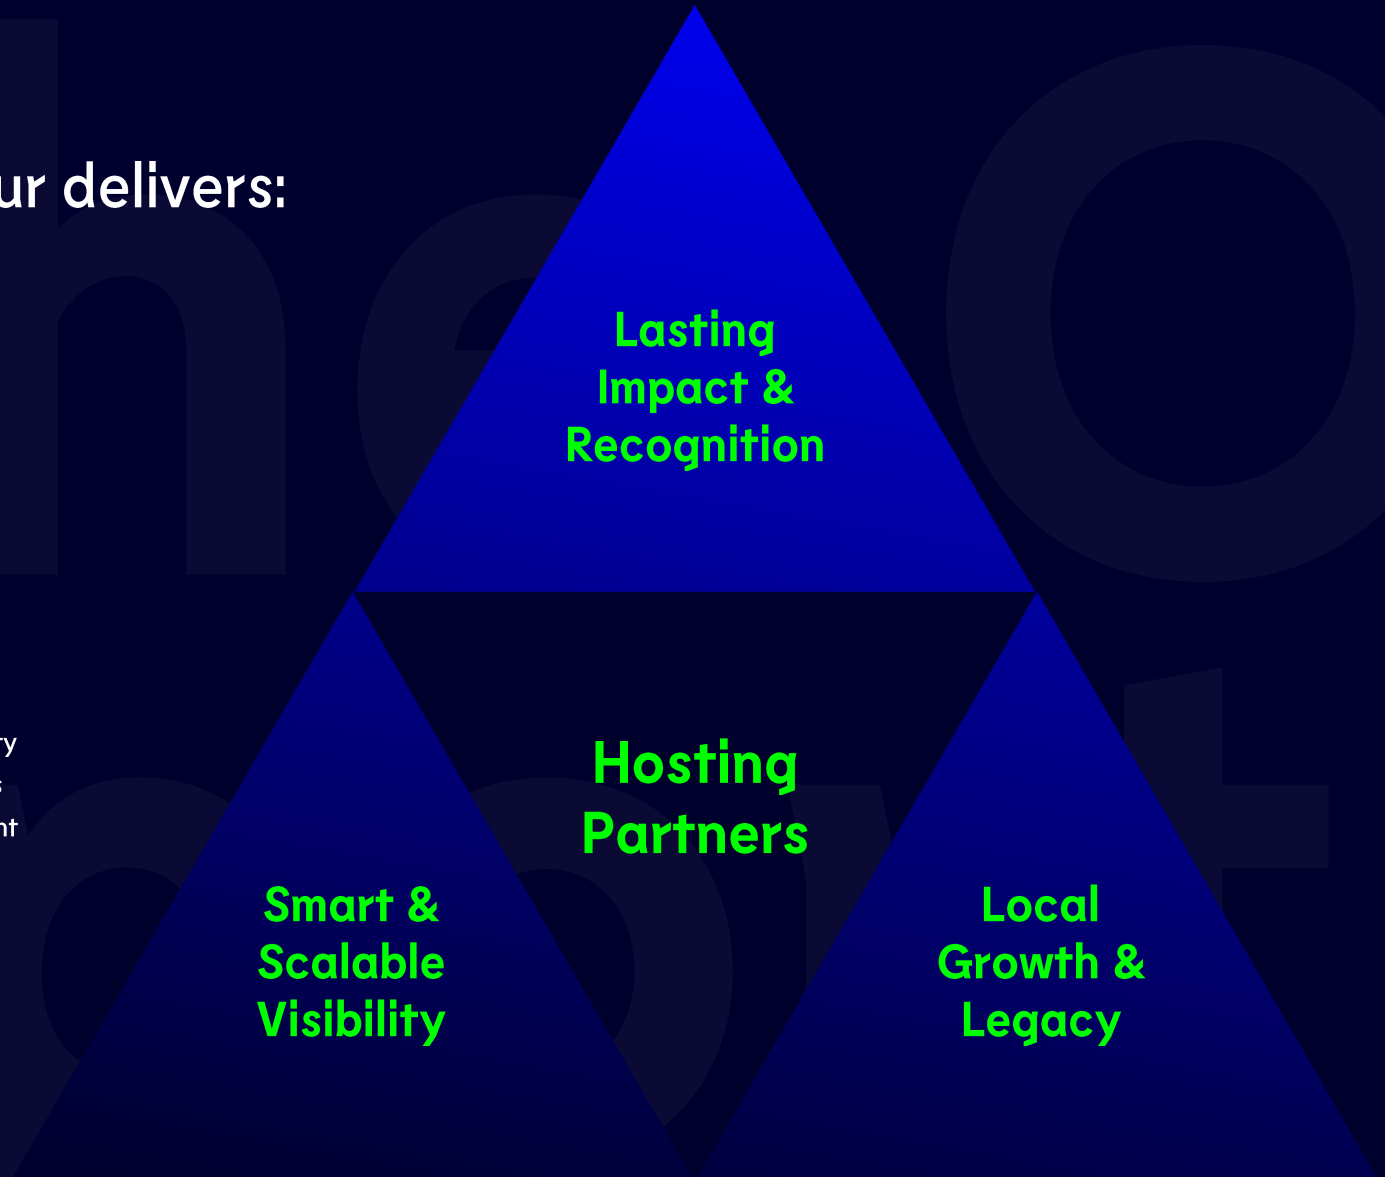 ur delivers:
Lasting
Impact &
Recognition
Hosting
Partners
Smart &
Scalable
Visibility
Local
Growth &
Legacy